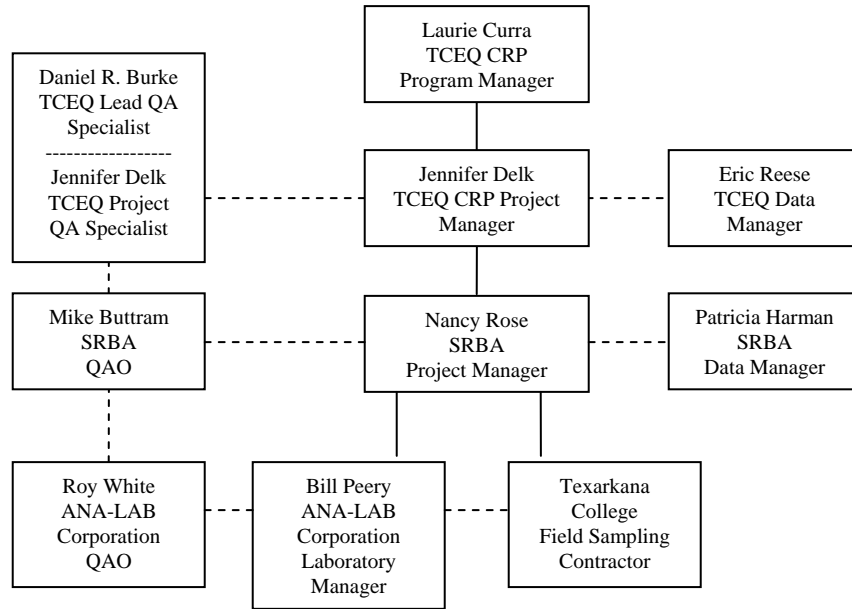 Laurie Curra
TCEQ CRP
Program Manager
Daniel R. Burke
TCEQ Lead QA
Specialist
-------------------
Jennifer Delk
TCEQ Project
QA Specialist
Jennifer Delk
TCEQ CRP Project
Manager
Eric Reese
TCEQ Data
Manager
Mike Buttram
SRBA
QAO
Nancy Rose
SRBA
Project Manager
Patricia Harman
SRBA
Data Manager
Roy White
ANA-LAB
Corporation
QAO
Bill Peery
ANA-LAB
Corporation
Laboratory
Manager
Texarkana
College
Field Sampling
Contractor